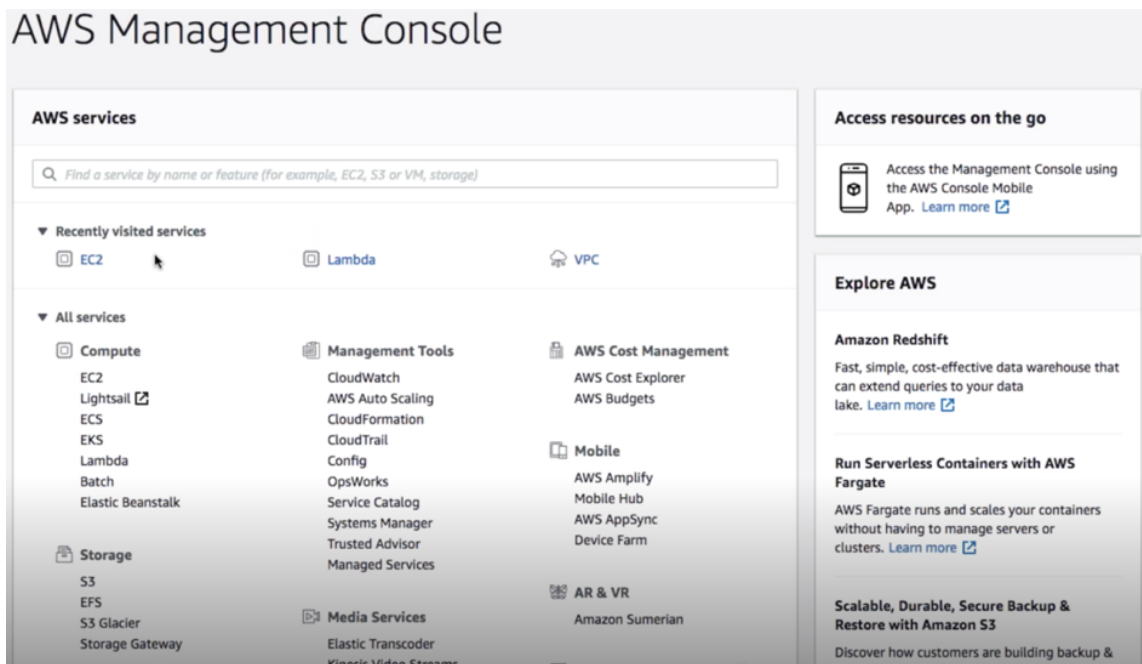 AWS Management Console
AWS services
Find a service by name or feature (for example, EC2, S3 or VM, storage)
Recently visited services
EC2
Lambda
VPC
All services
Compute
EC2
Lightsail
ECS
EKS
Lambda
Batch
Elastic Beanstalk
Storage
S3
EFS
S3 Glacier
Storage Gateway
Management Tools
CloudWatch
AWS Auto Scaling
CloudFormation
CloudTrail
Config
OpsWorks
Service Catalog
Systems Manager
Trusted Advisor
Managed Services
Media Services
Elastic Transcoder
Kinesis Video Streams
AWS Cost Management
AWS Cost Explorer
AWS Budgets
Mobile
AWS Amplify
Mobile Hub
AWS AppSync
Device Farm
AR & VR
Amazon Sumerian
Access resources on the go
Access the Management Console using
the AWS Console Mobile
App. Learn more
Explore AWS
Amazon Redshift
Fast, simple, cost-effective data warehouse that
can extend queries to your data
lake. Learn more
Run Serverless Containers with AWS
Fargate
AWS Fargate runs and scales your containers
without having to manage servers or
clusters. Learn more
Scalable, Durable, Secure Backup &
Restore with Amazon S3
Discover how customers are building backup &